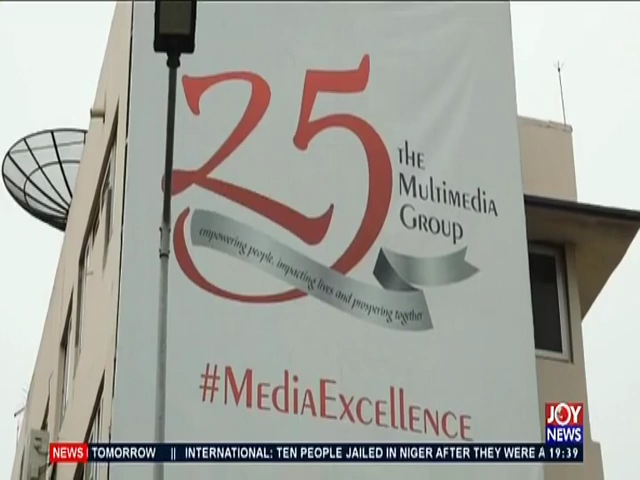 25
THE
MULTIMEDIA
GROUP
empowering people, impacting lives and prospering together
#MEDIAEXCELLENCE
JOY
NEWS
NEWS TOMORROW || INTERNATIONAL: TEN PEOPLE JAILED IN NIGER AFTER THEY WERE A 19:39